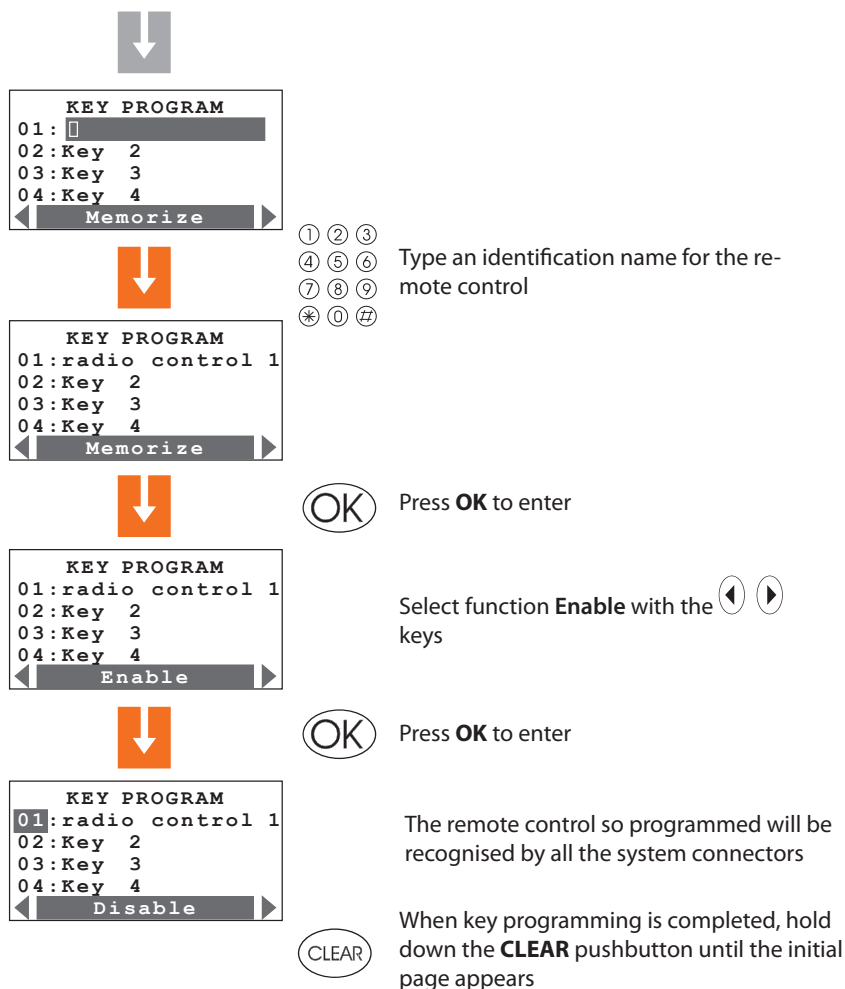 KEY PROGRAM
01:
02:Key 2
03:Key 3
04:Key 4
Memorize
1 2 3
4 5 6
7 8 9
* 0 #
Type an identification name for the re-
mote control
KEY PROGRAM
01:radio control 1
02:Key 2
03:Key 3
04:Key 4
Memorize
OK
Press OK to enter
KEY PROGRAM
01:radio control 1
02:Key 2
03:Key 3
04:Key 4
Enable
Select function Enable with the
keys
OK
Press OK to enter
KEY PROGRAM
01:radio control 1
02:Key 2
03:Key 3
04:Key 4
Disable
The remote control so programmed will be
recognised by all the system connectors
CLEAR
When key programming is completed, hold
down the CLEAR pushbutton until the initial
page appears